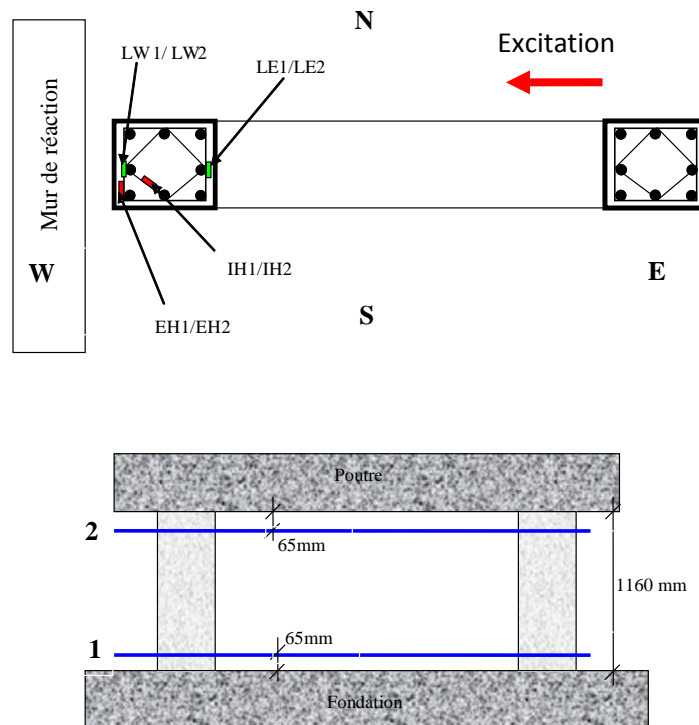 N
Excitation
LW1/ LW2
LE1/LE2
Mur de réaction
W
E
IH1/IH2
S
EH1/EH2
Poutre
2
65mm
1160 mm
65mm
1
Fondation